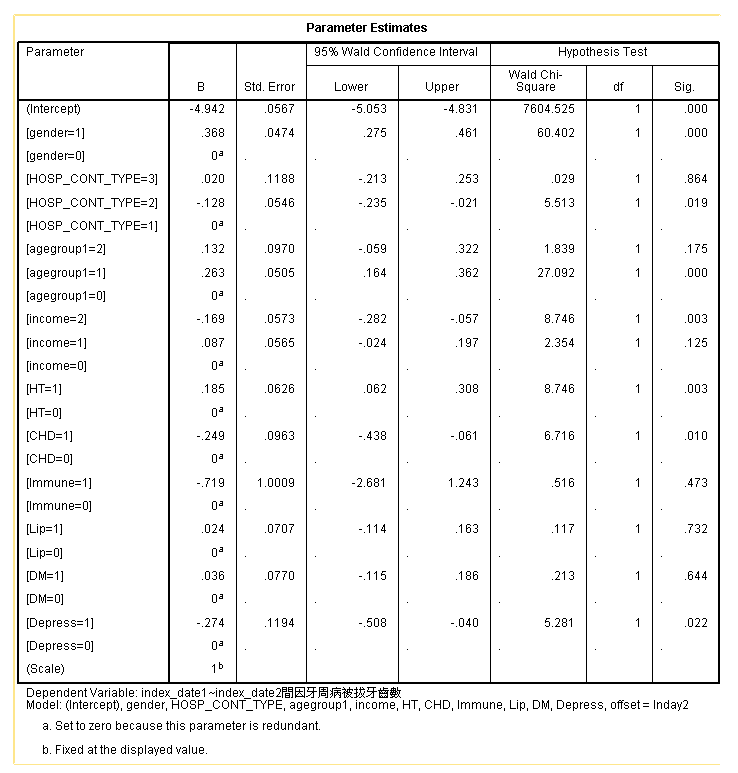 Parameter Estimates
Parameter 95% Wald Confidence Interval Hypothesis Test
B Std. Error Lower Upper Wald Chi-Square df Sig.
(Intercept) -4.942 .0567 -5.053 -4.831 7604.525 1 .000
[gender=1] .368 .0474 .275 .461 60.402 1 .000
[gender=0] 0a . . . . . .
[HOSP_CONT_TYPE=3] .020 .1188 -.213 .253 .029 1 .864
[HOSP_CONT_TYPE=2] -.128 .0546 -.235 -.021 5.513 1 .019
[HOSP_CONT_TYPE=1] 0a . . . . . .
[agegroup1=2] .132 .0970 -.059 .322 1.839 1 .175
[agegroup1=1] .263 .0505 .164 .362 27.092 1 .000
[agegroup1=0] 0a . . . . . .
[income=2] -.169 .0573 -.282 -.057 8.746 1 .003
[income=1] .087 .0565 -.024 .197 2.354 1 .125
[income=0] 0a . . . . . .
[HT=1] .185 .0626 .062 .308 8.746 1 .003
[HT=0] 0a . . . . . .
[CHD=1] -.249 .0963 -.438 -.061 6.716 1 .010
[CHD=0] 0a . . . . . .
[Immune=1] -.719 1.0009 -2.681 1.243 .516 1 .473
[Immune=0] 0a . . . . . .
[Lip=1] .024 .0707 -.114 .163 .117 1 .732
[Lip=0] 0a . . . . . .
[DM=1] .036 .0770 -.115 .186 .213 1 .644
[DM=0] 0a . . . . . .
[Depress=1] -.274 .1194 -.508 -.040 5.281 1 .022
[Depress=0] 0a . . . . . .
(Scale) 1b
Dependent Variable: index_date1~index_date2間因牙周病被拔牙齒數
Model: (Intercept), gender, HOSP_CONT_TYPE, agegroup1, income, HT, CHD, Immune, Lip, DM, Depress, offset = lnday2
a. Set to zero because this parameter is redundant.
b. Fixed at the displayed value.